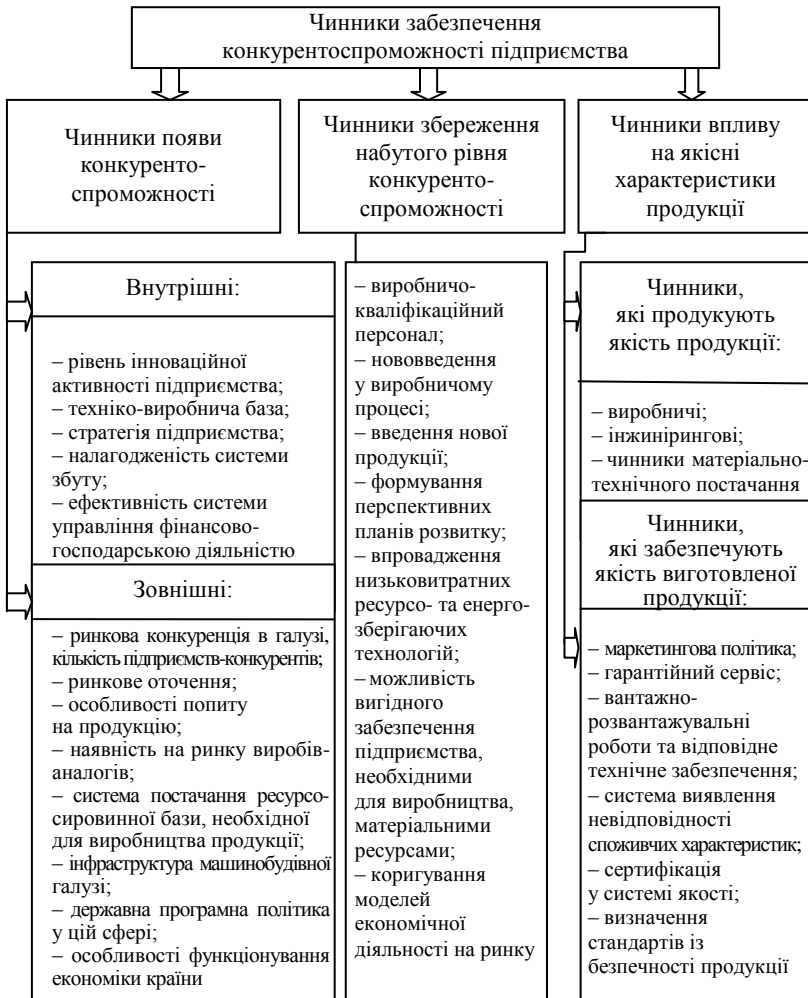 Чинники забезпечення
конкурентоспроможності підприємства
Чинники появи
конкуренто-
спроможності
Чинники збереження
набутого рівня
конкуренто-
спроможності
Чинники впливу
на якісні
характеристики
продукції
Внутрішні:
– рівень інноваційної
активності підприємства;
– техніко-виробнича база;
– стратегія підприємства;
– налагодженість системи
збуту;
– ефективність системи
управління фінансово-
господарською діяльністю
Зовнішні:
– ринкова конкуренція в галузі,
кількість підприємств-конкурентів;
– ринкове оточення;
– особливості попиту
на продукцію;
– наявність на ринку виробів-
аналогів;
– система постачання ресурсо-
сировинної бази, необхідної
для виробництва продукції;
– інфраструктура машинобудівної
галузі;
– державна програмна політика
у цій сфері;
– особливості функціонування
економіки країни
– виробничо-
кваліфікаційний
персонал;
– нововведення
у виробничому
процесі;
– введення нової
продукції;
– формування
перспективних
планів розвитку;
– впровадження
низьковитратних
ресурсо- та енерго-
зберігаючих
технологій;
– можливість
вигідного
забезпечення
підприємства,
необхідними
для виробництва,
матеріальними
ресурсами;
– коригування
моделей
економічної
діяльності на ринку
Чинники,
які продукують
якість продукції:
– виробничі;
– інжинірингові;
– чинники матеріально-
технічного постачання
Чинники,
які забезпечують
якість виготовленої
продукції:
– маркетингова політика;
– гарантійний сервіс;
– вантажно-
розвантажувальні
роботи та відповідне
технічне забезпечення;
– система виявлення
невідповідності
споживчих характеристик;
– сертифікація
у системі якості;
– визначення
стандартів із
безпечності продукції